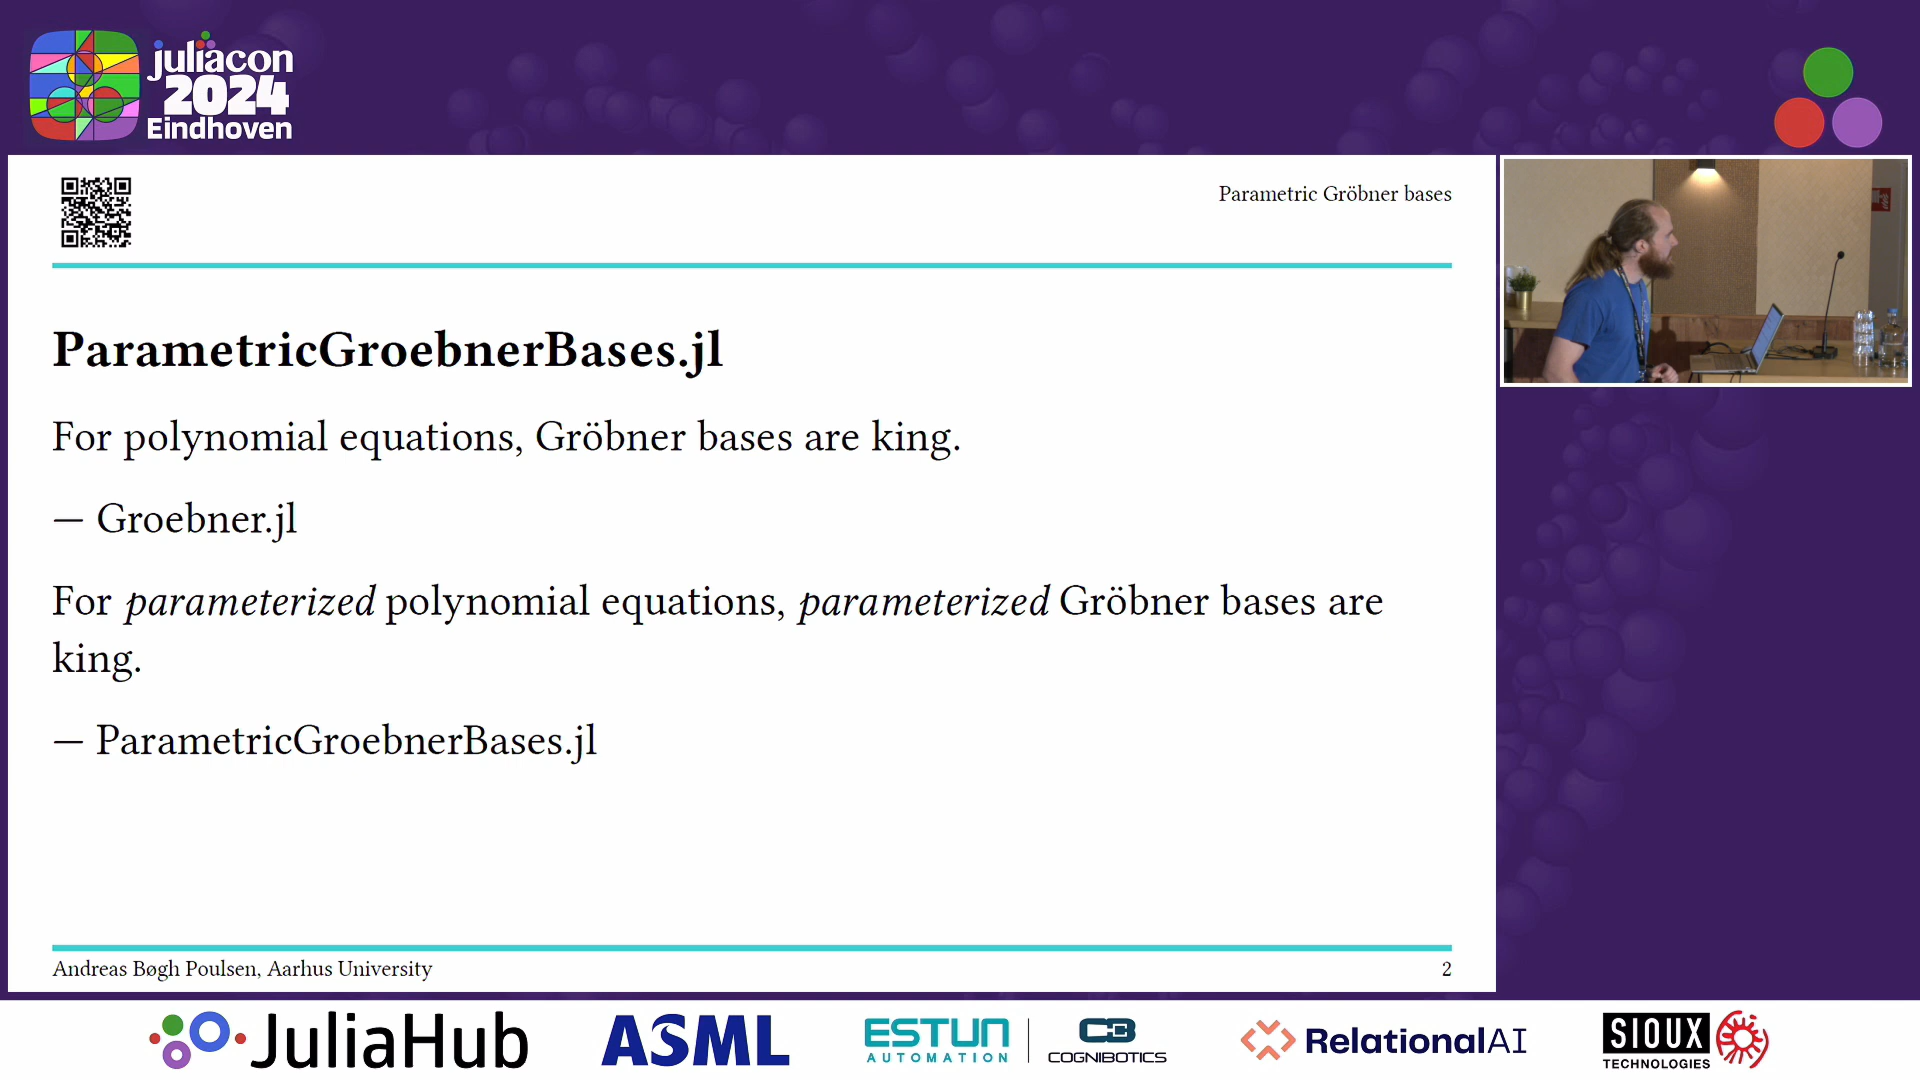 juliacon
2024
Eindhoven
Parametric Gröbner bases
ParametricGroebnerBases.jl
For polynomial equations, Gröbner bases are king.
— Groebner.jl
For parameterized polynomial equations, parameterized Gröbner bases are
king.
— ParametricGroebnerBases.jl
Andreas Bøgh Poulsen, Aarhus University
2
JuliaHub
ASML
ESTUN
AUTOMATION
COGNIBOTICS
RelationalAI
SIOUX
TECHNOLOGIES